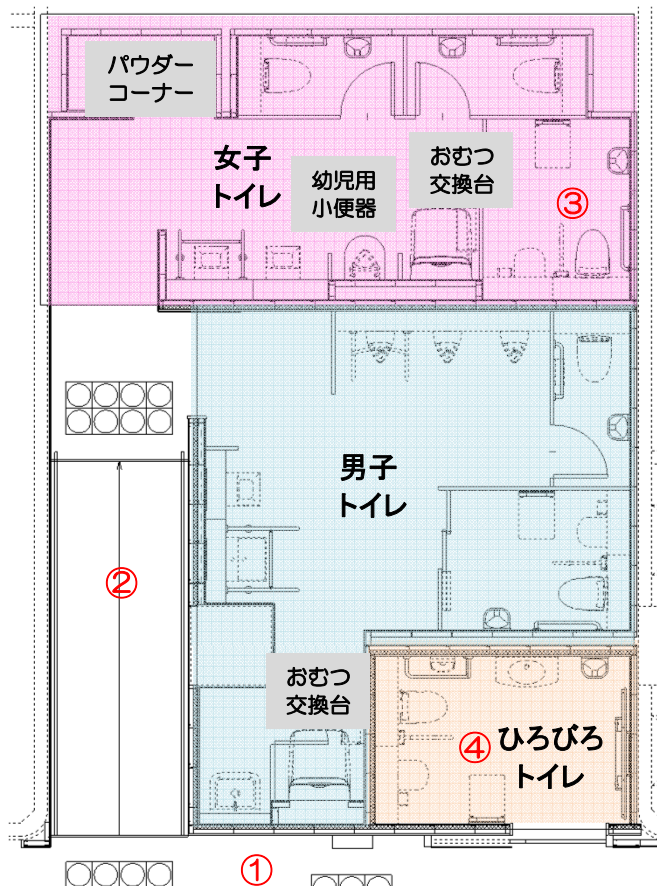 パウダー
コーナー
女子
トイレ
幼児用
小便器
おむつ
交換台
③
男子
トイレ
②
おむつ
交換台
④
ひろびろ
トイレ
①